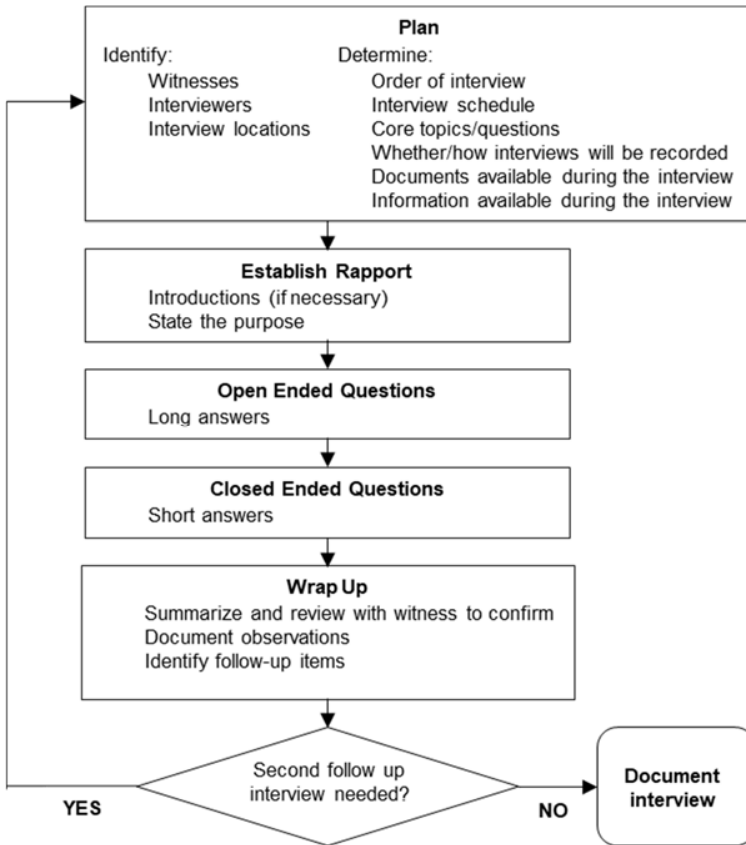 Plan
Identify:
Witnesses
Interviewers
Interview locations
Determine:
Order of interview
Interview schedule
Core topics/questions
Whether/how interviews will be recorded
Documents available during the interview
Information available during the interview
Establish Rapport
Introductions (if necessary)
State the purpose
Open Ended Questions
Long answers
Closed Ended Questions
Short answers
Wrap Up
Summarize and review with witness to confirm
Document observations
Identify follow-up items
Second follow up
interview needed?
YES
NO
Document
interview